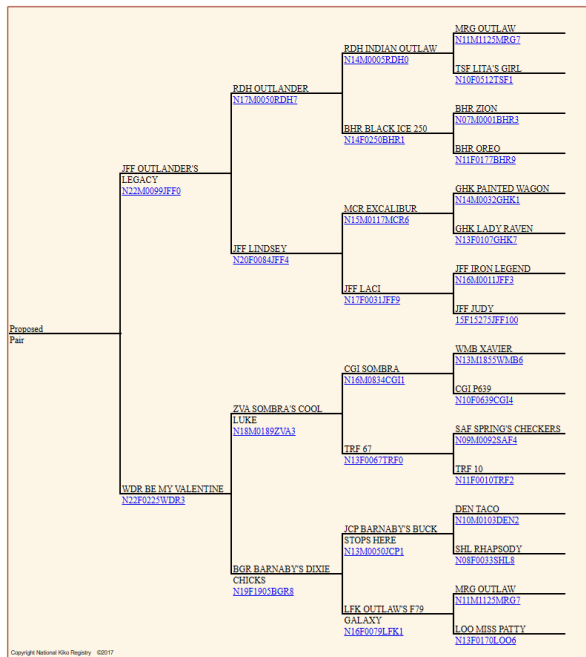 MRG OUTLAW
N11M1125MRG7
RDH INDIAN OUTLAW
N14M0005RDH0
TSF LITA'S GIRL
N10F0512TSF1
RDH OUTLANDER
N17M0050RDH7
BHR ZION
N07M0001BHR3
BHR BLACK ICE 250
N14F0250BHR1
BHR OREO
N11F0177BHR9
JFF OUTLANDER'S
LEGACY
N22M0099JFF0
GHK PAINTED WAGON
N14M0032GHK1
MCR EXCALIBUR
N15M0117MCR6
GHK LADY RAVEN
N13F0107GHK7
JFF LINDSEY
N20F0084JFF4
JFF IRON LEGEND
N16M0011JFF3
JFF LACI
N17F0031JFF9
JFF JUDY
15F15275JFF100
Proposed
Pair
WMB XAVIER
N13M1855WMB6
CGI SOMBRA
N16M0834CGI1
CGI P639
N10F0639CGI4
ZVA SOMBRA'S COOL
LUKE
N18M0189ZVA3
SAF SPRING'S CHECKERS
N09M0092SAF4
TRF 67
N13F0067TRF0
TRF 10
N11F0010TRF2
WDR BE MY VALENTINE
N22F0225WDR3
DEN TACO
N10M0103DEN2
JCP BARNABY'S BUCK
STOPS HERE
N13M0050JCP1
SHL RHAPSODY
N08F0033SHL8
BGR BARNABY'S DIXIE
CHICKS
N19F1905BGR8
MRG OUTLAW
N11M1125MRG7
LFK OUTLAW'S F79
GALAXY
N16F0079LFK1
LOO MISS PATTY
N13F0170LOO6
Copyright National Kiko Registry ©2017